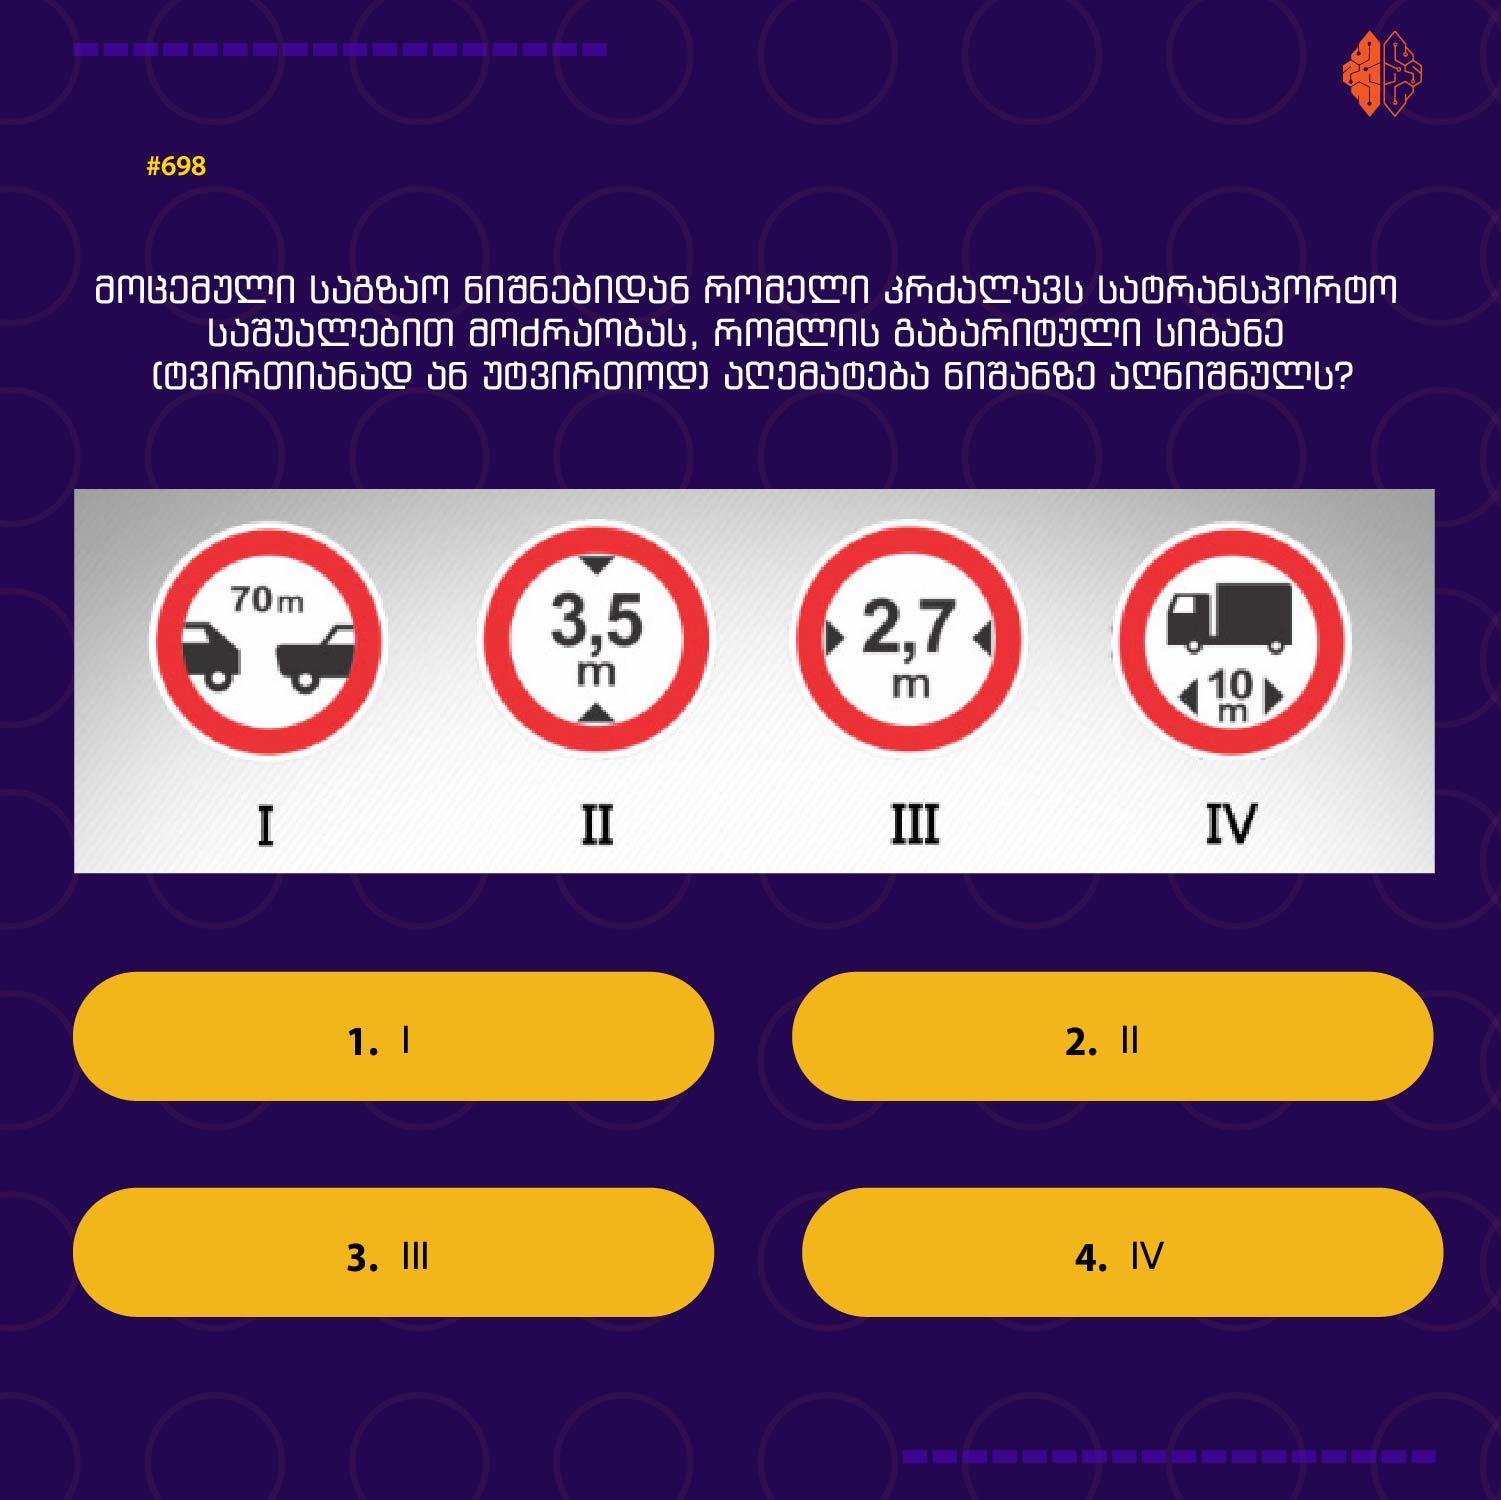 #698
მოცემული საგზაო ნიშნებიდან რომელი კრძალავს სატრანსპორტო
საშუალებით მოძრაობას, რომლის გაბარიტული სიგანე
(ტვირთიანად ან უტვირთოდ) აღემატება ნიშანზე აღნიშნულს?
70m
3,5
m
2,7
m
10
m
I
II
III
IV
1. I
2. II
3. III
4. IV